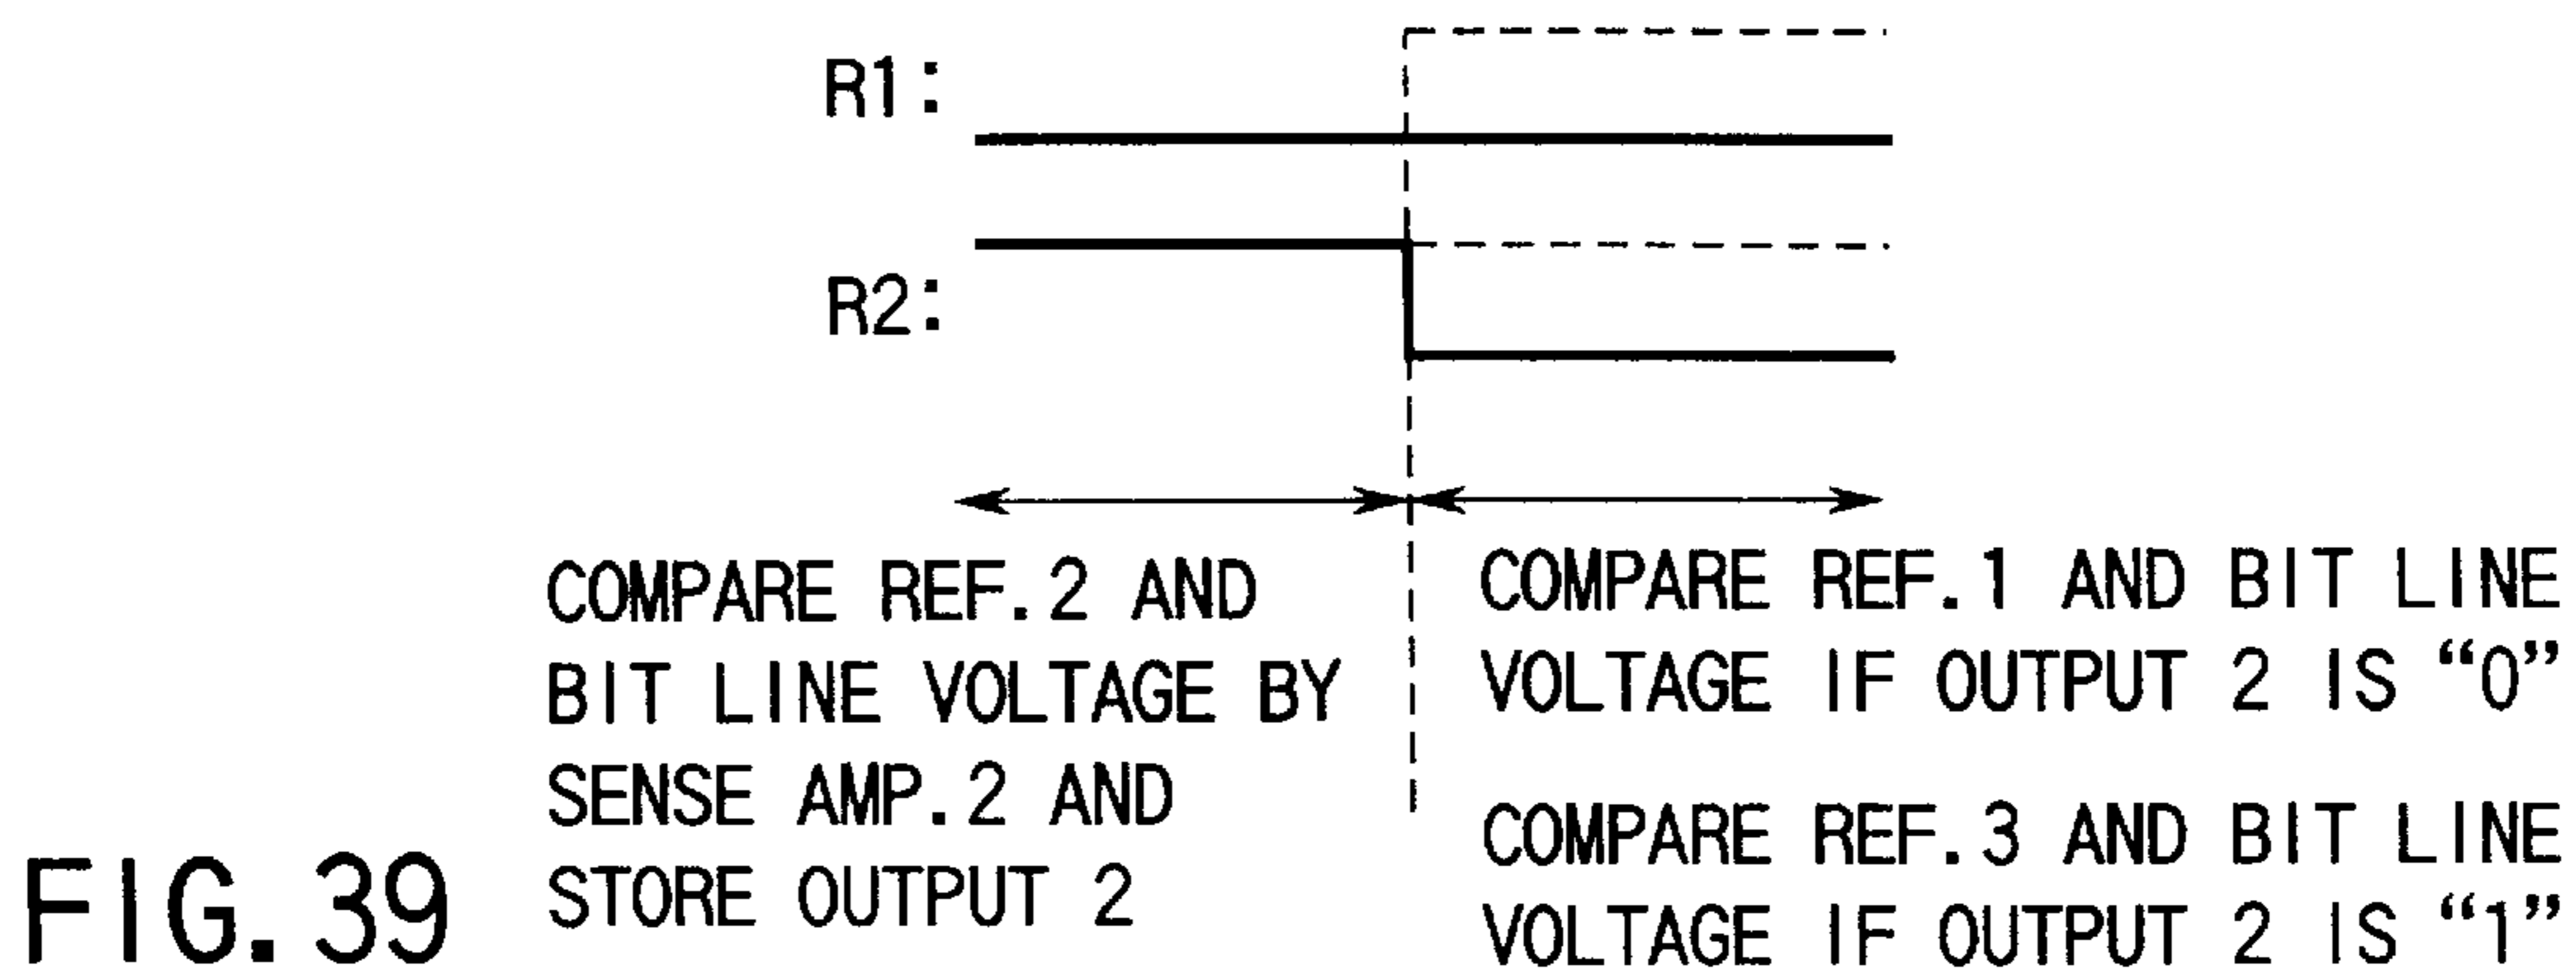 R1:
R2:
COMPARE REF.2 AND
BIT LINE VOLTAGE BY
SENSE AMP.2 AND
STORE OUTPUT 2
COMPARE REF.1 AND BIT LINE
VOLTAGE IF OUTPUT 2 IS “0”
COMPARE REF.3 AND BIT LINE
VOLTAGE IF OUTPUT 2 IS “1”
FIG.39